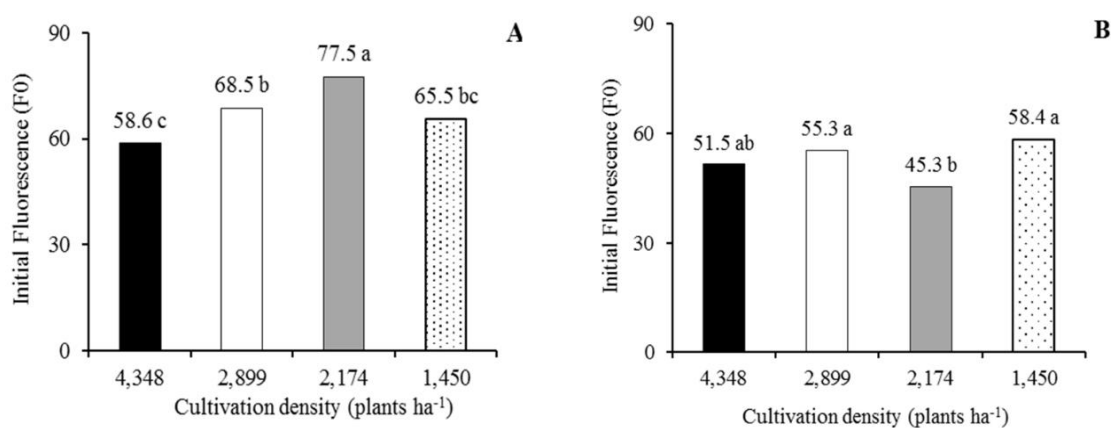 A
Initial Fluorescence (F0)
90
60
30
0
58.6 c
68.5 b
77.5 a
65.5 bc
4,348 2,899 2,174 1,450
Cultivation density (plants ha⁻¹)
B
Initial Fluorescence (F0)
90
60
30
0
51.5 ab
55.3 a
45.3 b
58.4 a
4,348 2,899 2,174 1,450
Cultivation density (plants ha⁻¹)